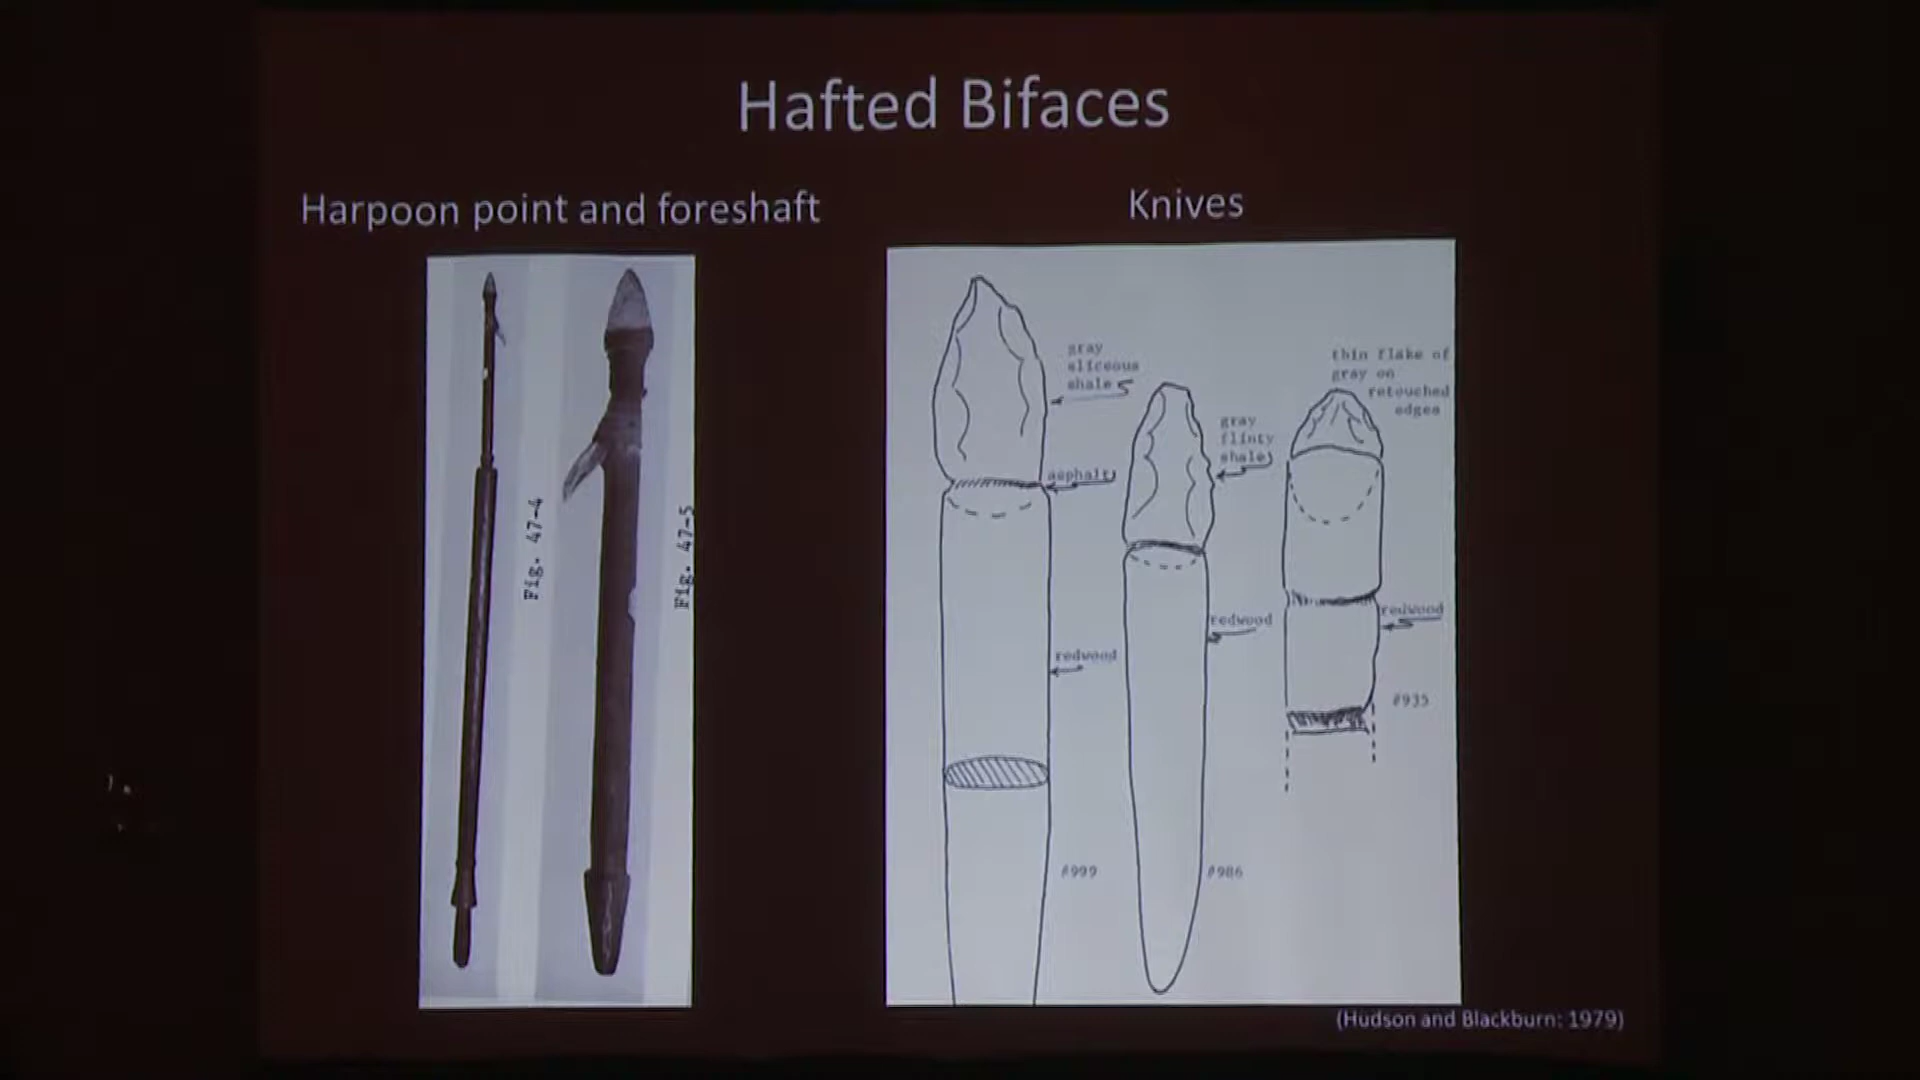 Hafted Bifaces
Harpoon point and foreshaft
Knives
Fig. 47-4
Fig. 47-5
gray
sliceous
shale
asphalt
redwood
#999
gray
flinty
shale
redwood
#986
thin flake of
gray on
retouched
edges
redwood
#935
(Hudson and Blackburn: 1979)